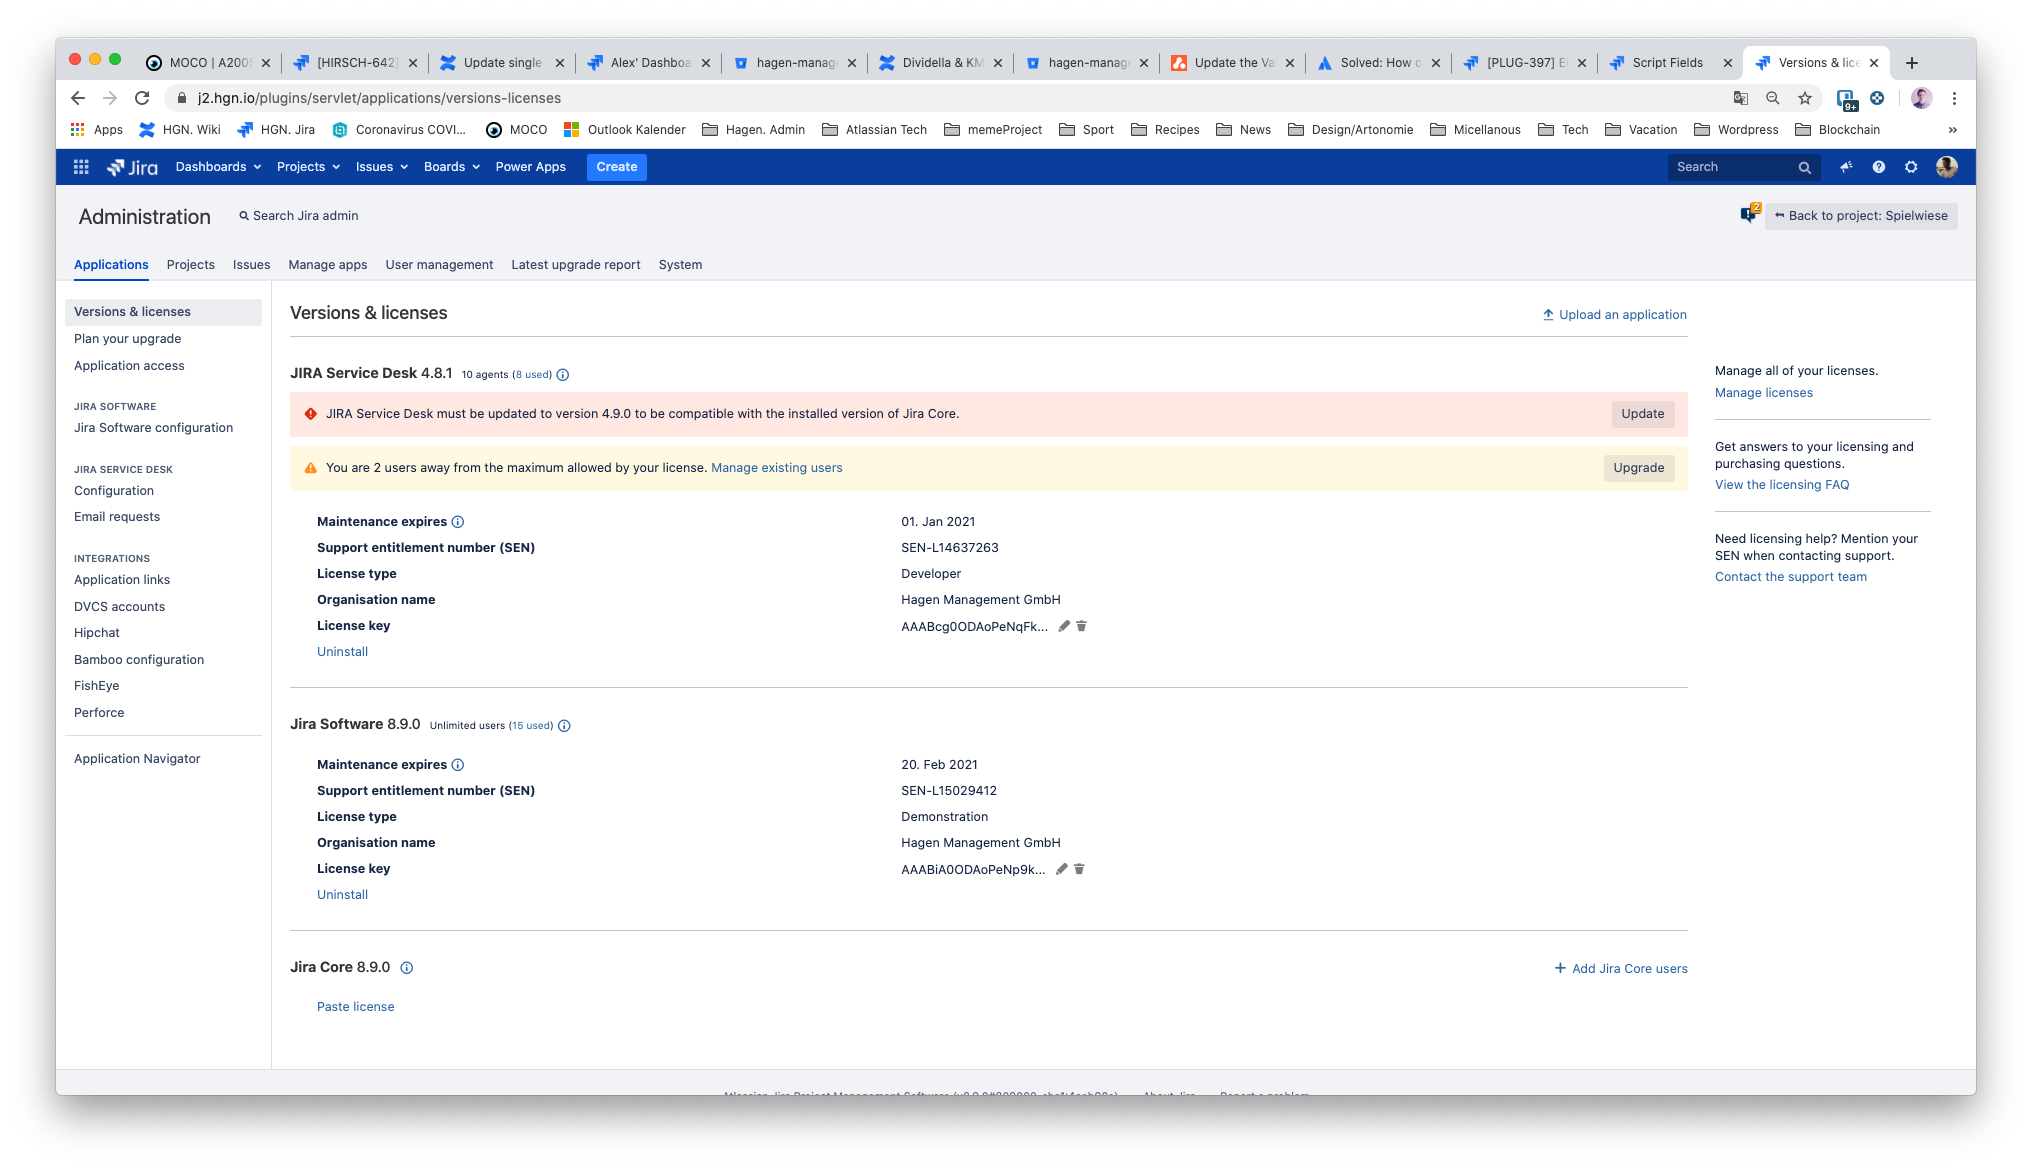 MOCO | A200
[HIRSCH-642]
Update single
Alex' Dashboa
hagen-manag
Dividella & KM
hagen-manag
Update the Va
Solved: How c
[PLUG-397] E
Script Fields
Versions & lice
j2.hgn.io/plugins/servlet/applications/versions-licenses
9+
Apps HGN. Wiki HGN. Jira Coronavirus COVI... MOCO Outlook Kalender Hagen. Admin Atlassian Tech memeProject Sport Recipes News Design/Artonomie Micellanous Tech Vacation Wordpress Blockchain »
Jira Dashboards Projects Issues Boards Power Apps Create Search
Administration Search Jira admin 2 Back to project: Spielwiese
Applications Projects Issues Manage apps User management Latest upgrade report System
Versions & licenses
Plan your upgrade
Application access
JIRA SOFTWARE
Jira Software configuration
JIRA SERVICE DESK
Configuration
Email requests
INTEGRATIONS
Application links
DVCS accounts
Hipchat
Bamboo configuration
FishEye
Perforce
Application Navigator
Versions & licenses
Upload an application
JIRA Service Desk 4.8.1 10 agents (8 used)
JIRA Service Desk must be updated to version 4.9.0 to be compatible with the installed version of Jira Core. Update
You are 2 users away from the maximum allowed by your license. Manage existing users Upgrade
Maintenance expires 01. Jan 2021
Support entitlement number (SEN) SEN-L14637263
License type Developer
Organisation name Hagen Management GmbH
License key AAABcg0ODAoPeNqFk...
Uninstall
Jira Software 8.9.0 Unlimited users (15 used)
Maintenance expires 20. Feb 2021
Support entitlement number (SEN) SEN-L15029412
License type Demonstration
Organisation name Hagen Management GmbH
License key AAABiA0ODAoPeNp9k...
Uninstall
Jira Core 8.9.0
Add Jira Core users
Paste license
Manage all of your licenses.
Manage licenses
Get answers to your licensing and
purchasing questions.
View the licensing FAQ
Need licensing help? Mention your
SEN when contacting support.
Contact the support team
Atlassian Jira Project Management Software About Jira Report a problem